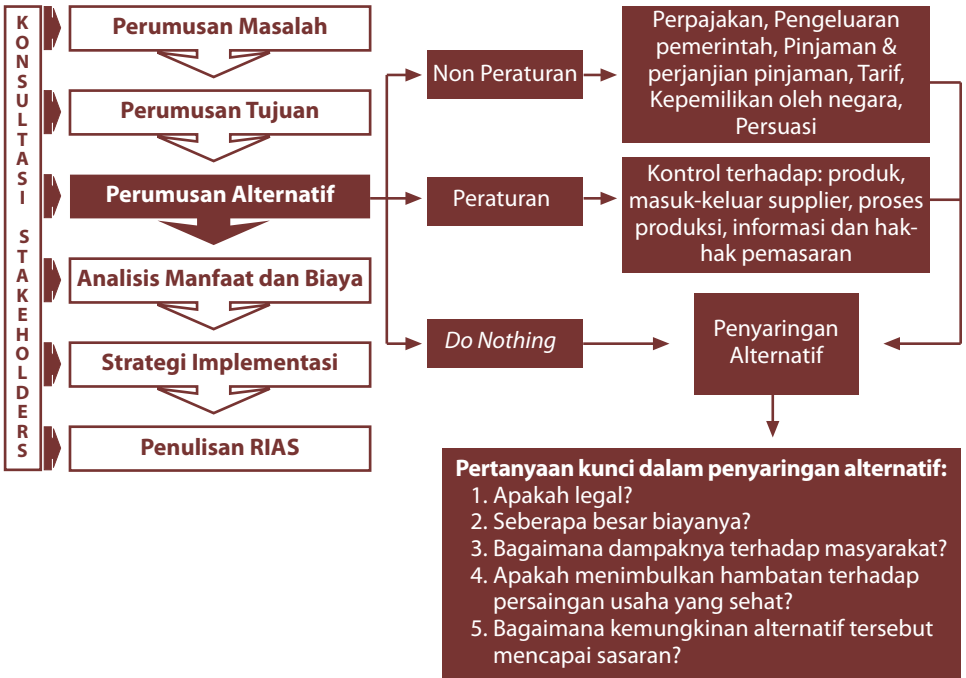 KONSULTASI STAKEHOLDERS
Perumusan Masalah
Perumusan Tujuan
Perumusan Alternatif
Analisis Manfaat dan Biaya
Strategi Implementasi
Penulisan RIAS
Non Peraturan
Perpajakan, Pengeluaran
pemerintah, Pinjaman &
perjanjian pinjaman, Tarif,
Kepemilikan oleh negara,
Persuasi
Peraturan
Kontrol terhadap: produk,
masuk-keluar supplier, proses
produksi, informasi dan hak-
hak pemasaran
Do Nothing
Penyaringan
Alternatif
Pertanyaan kunci dalam penyaringan alternatif:
1. Apakah legal?
2. Seberapa besar biayanya?
3. Bagaimana dampaknya terhadap masyarakat?
4. Apakah menimbulkan hambatan terhadap
persaingan usaha yang sehat?
5. Bagaimana kemungkinan alternatif tersebut
mencapai sasaran?